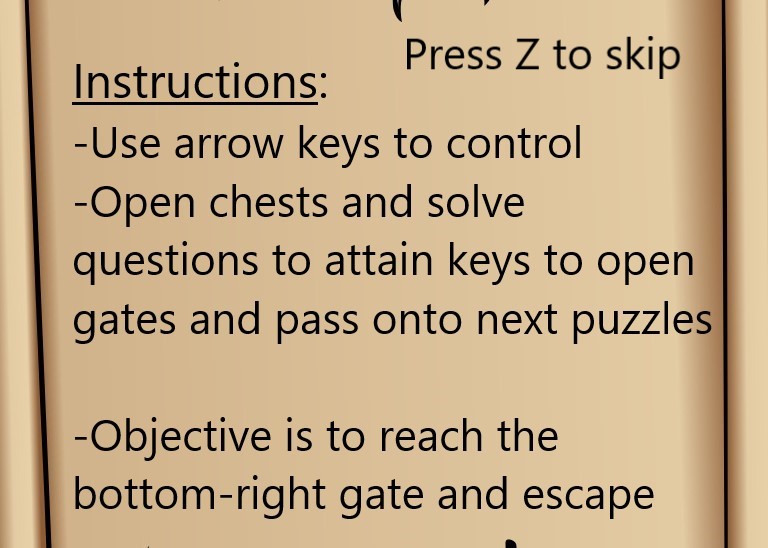 Press Z to skip
Instructions:
-Use arrow keys to control
-Open chests and solve
questions to attain keys to open
gates and pass onto next puzzles
-Objective is to reach the
bottom-right gate and escape